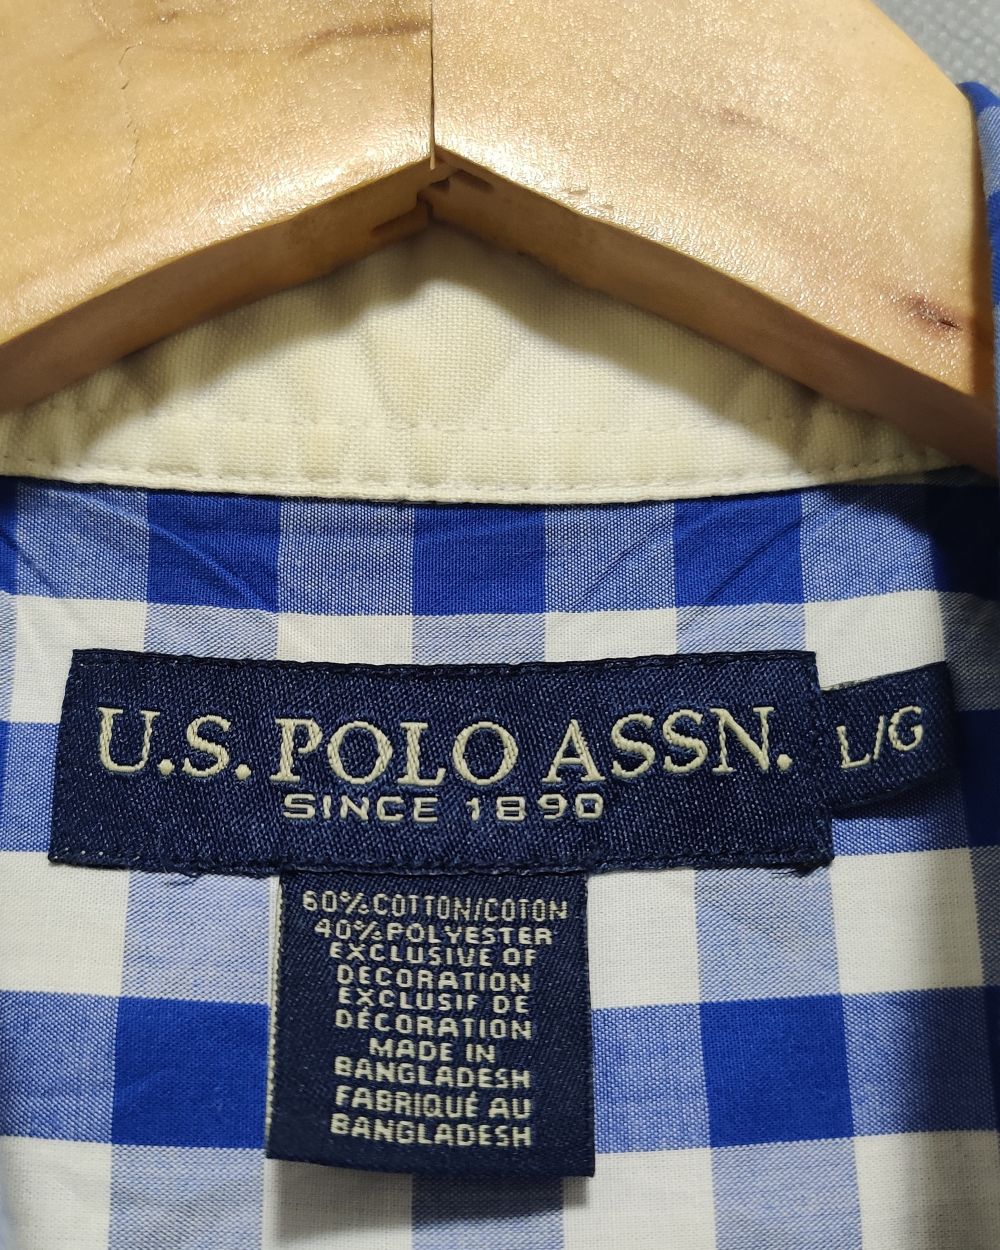 U.S. POLO ASSN.
SINCE 1890
L/G
60% COTTON/COTON
40% POLYESTER
EXCLUSIVE OF
DECORATION
EXCLUSIF DE
DÉCORATION
MADE IN
BANGLADESH
FABRIQUÉ AU
BANGLADESH